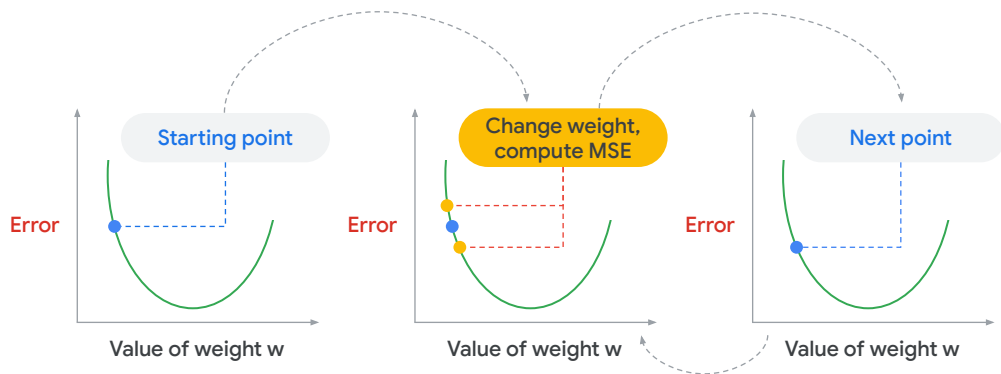 Starting point
Error
Value of weight w
Change weight,
compute MSE
Error
Value of weight w
Next point
Error
Value of weight w